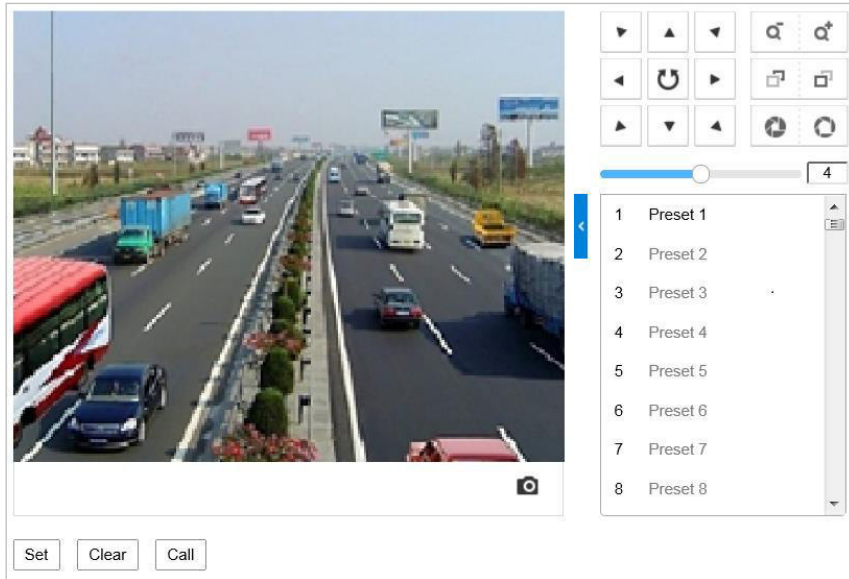 4
1 Preset 1
2 Preset 2
3 Preset 3
4 Preset 4
5 Preset 5
6 Preset 6
7 Preset 7
8 Preset 8
Set Clear Call